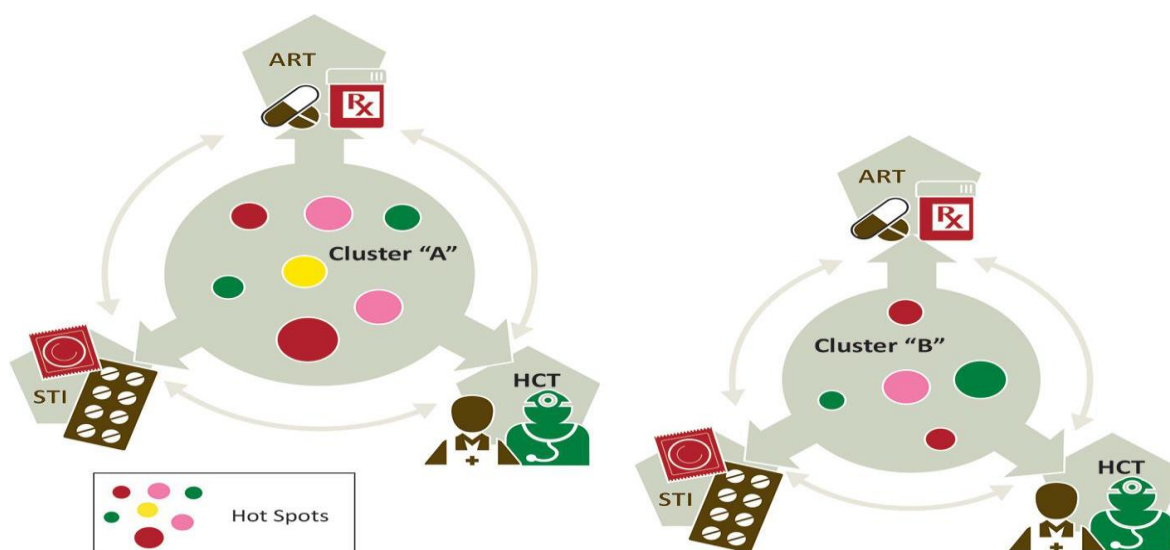 ART
Rx
Cluster “A”
STI
HCT
Hot Spots
ART
Rx
Cluster “B”
STI
HCT